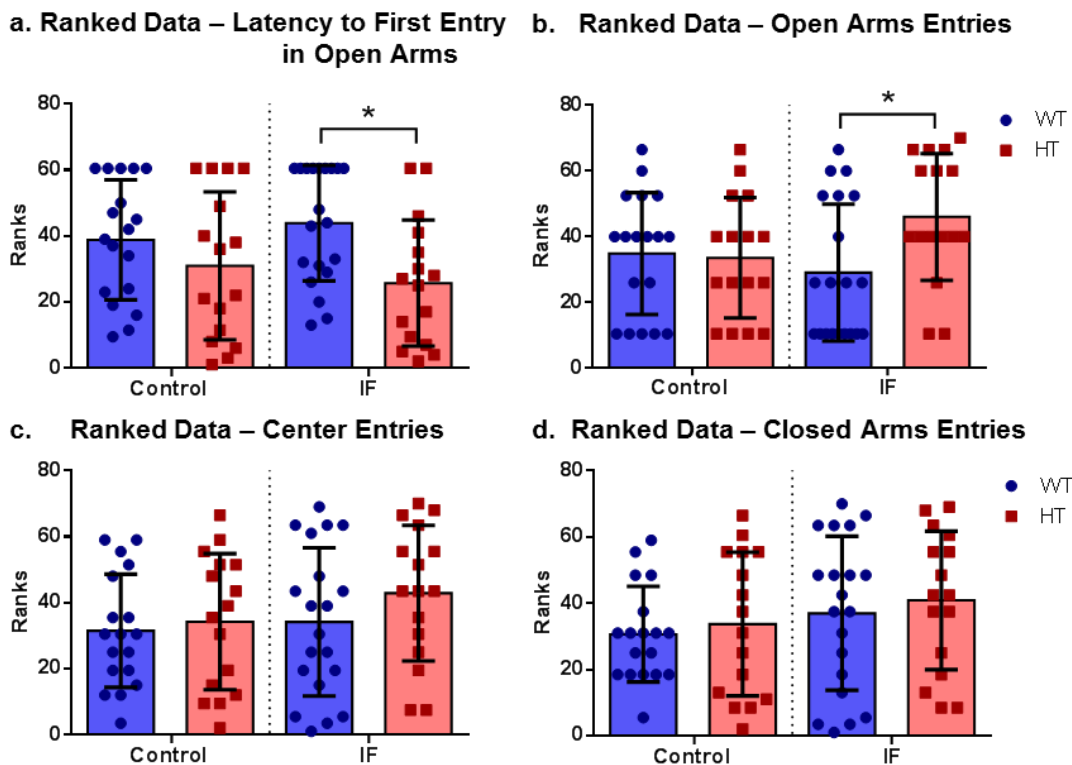 a. Ranked Data – Latency to First Entry
in Open Arms
80
60
40
20
0
Ranks
*
Control
IF
b. Ranked Data – Open Arms Entries
80
60
40
20
0
Ranks
*
WT
HT
Control
IF
c. Ranked Data – Center Entries
80
60
40
20
0
Ranks
Control
IF
d. Ranked Data – Closed Arms Entries
80
60
40
20
0
Ranks
WT
HT
Control
IF